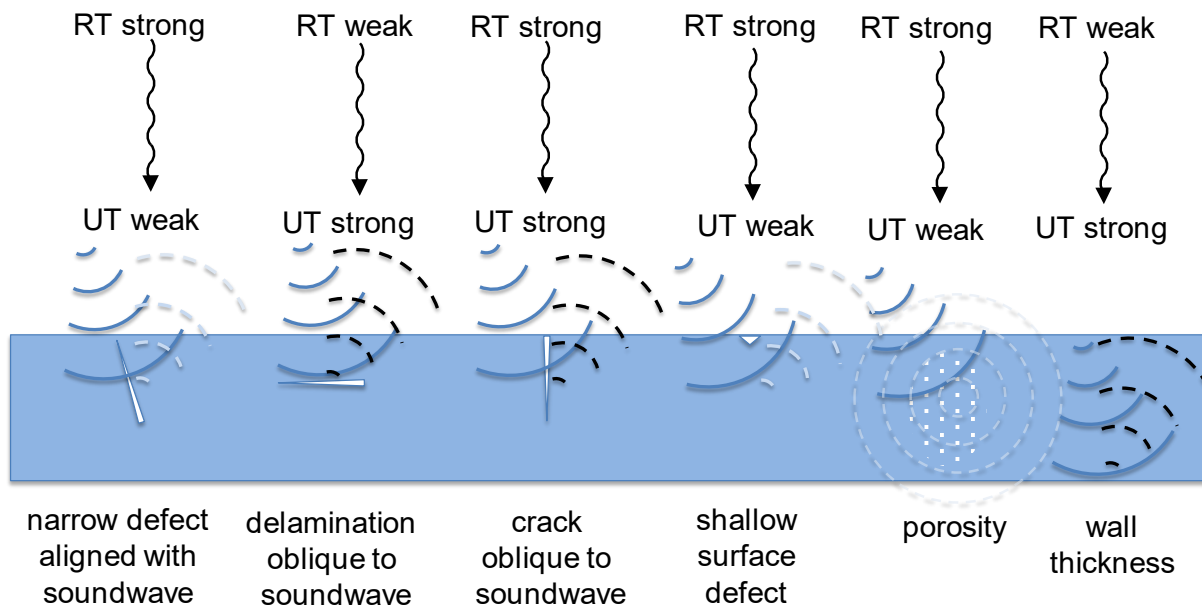 RT strong
RT weak
RT strong
RT strong
RT strong
RT weak
UT weak
UT strong
UT strong
UT weak
UT weak
UT strong
narrow defect
aligned with
soundwave
delamination
oblique to
soundwave
crack
oblique to
soundwave
shallow
surface
defect
porosity
wall
thickness